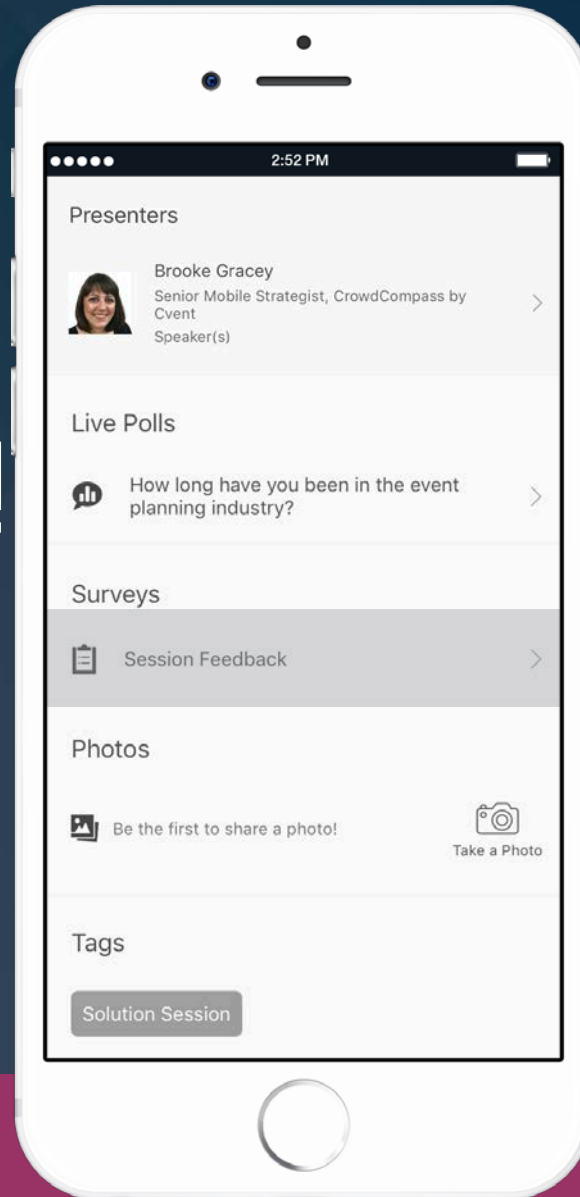 2:52 PM
Presenters
Brooke Gracey
Senior Mobile Strategist, CrowdCompass by
Cvent
Speaker(s)
Live Polls
How long have you been in the event
planning industry?
Surveys
Session Feedback
Photos
Be the first to share a photo!
Take a Photo
Tags
Solution Session